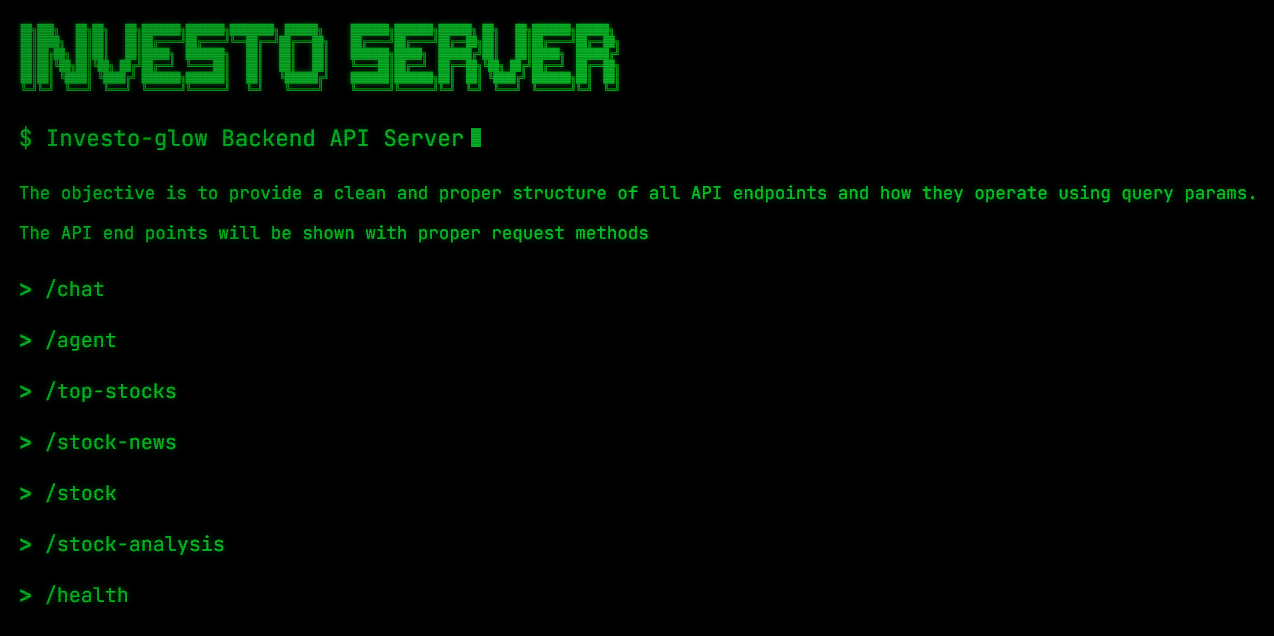 INVESTO SERVER
$ Investo-glow Backend API Server
The objective is to provide a clean and proper structure of all API endpoints and how they operate using query params.
The API end points will be shown with proper request methods
> /chat
> /agent
> /top-stocks
> /stock-news
> /stock
> /stock-analysis
> /health